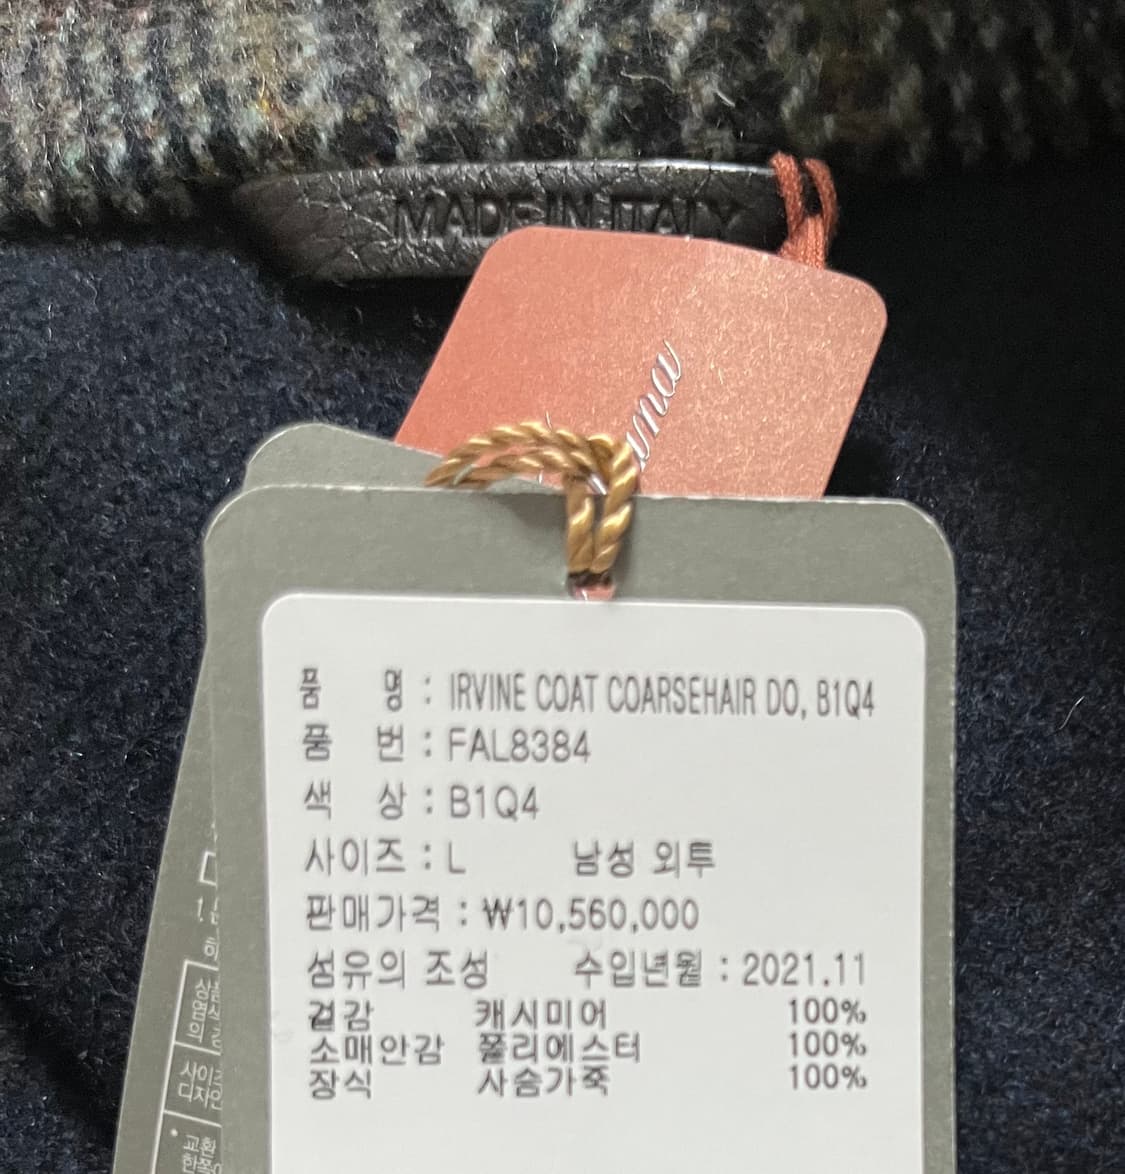 MADE IN ITALY
품 명 : IRVINE COAT COARSEHAIR DO, B1Q4
품 번 : FAL8384
색 상 : B1Q4
사이즈 : L 남성 외투
판매가격 : ₩10,560,000
섬유의 조성 수입년월 : 2021.11
겉감 캐시미어 100%
소매안감 폴리에스터 100%
장식 사슴가죽 100%